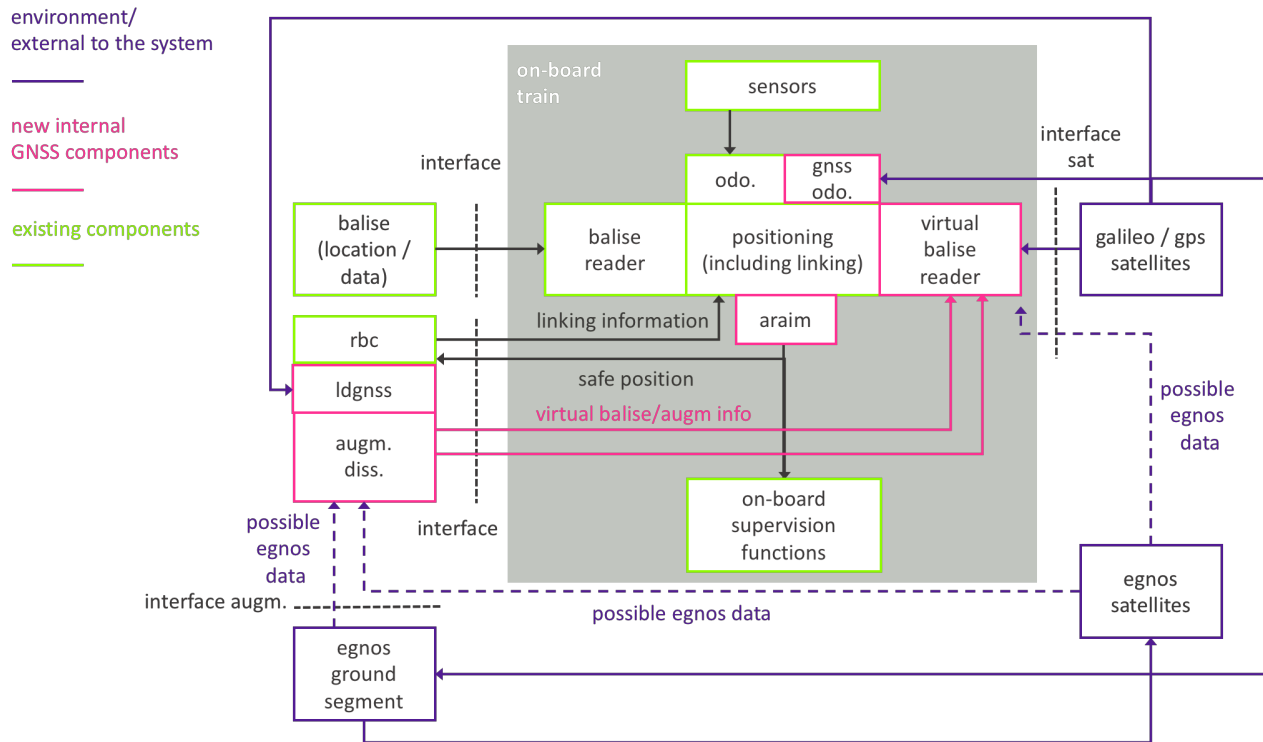 environment/
external to the system
new internal
GNSS components
existing components
on-board
train
sensors
interface
interface
sat
odo.
gnss
odo.
balise
(location /
data)
balise
reader
positioning
(including linking)
virtual
balise
reader
galileo / gps
satellites
linking information
araim
rbc
safe position
ldgnss
virtual balise/augm info
augm.
diss.
possible
egnos
data
on-board
supervision
functions
interface
possible
egnos
data
interface augm.
possible egnos data
egnos
satellites
egnos
ground
segment